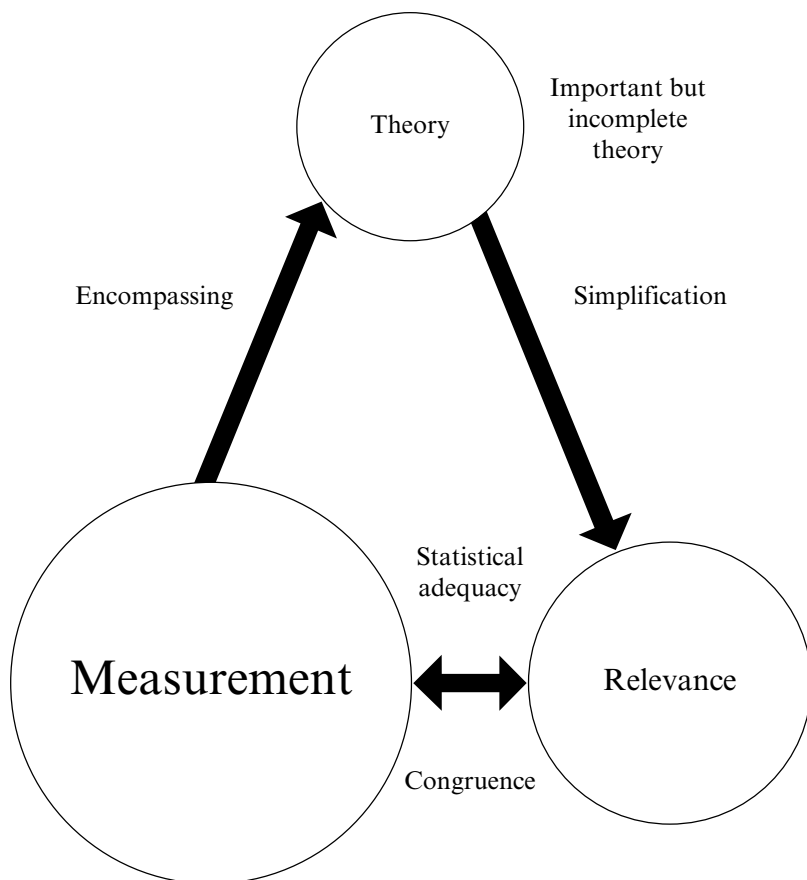 Theory
Important but
incomplete
theory
Encompassing
Simplification
Statistical
adequacy
Measurement
Relevance
Congruence